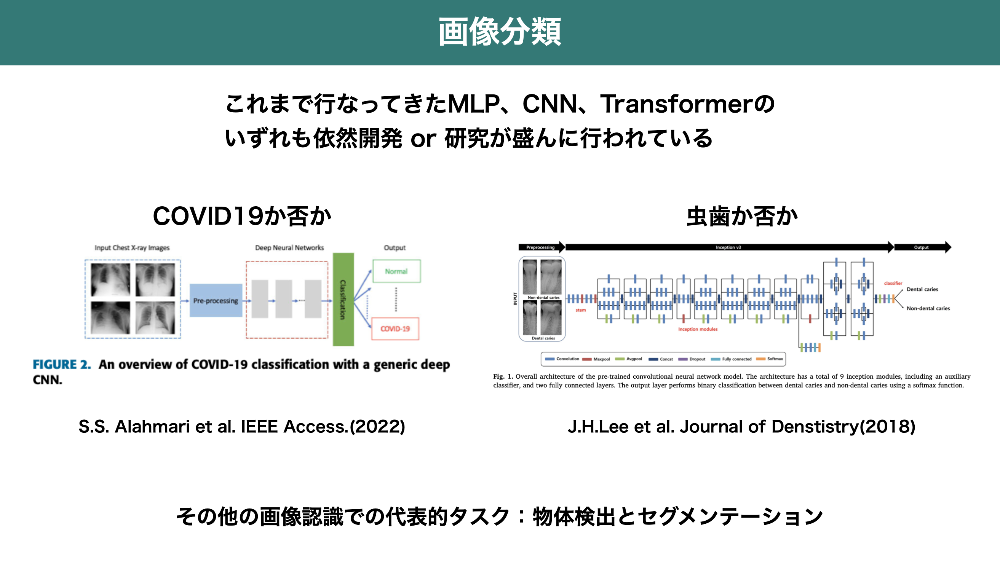 画像分類
これまで行なってきたMLP、CNN、Transformerの
いずれも依然開発 or 研究が盛んに行われている
COVID19か否か
Input Chest X-ray Images
Deep Neural Networks
Output
Pre-processing
Classification
Normal
COVID-19
FIGURE 2. An overview of COVID-19 classification with a generic deep
CNN.
S.S. Alahmari et al. IEEE Access.(2022)
虫歯か否か
Preprocessing
Inception v3
Output
INPUT
Non-dental caries
Dental caries
stem
Inception modules
classifier
Dental caries
Non-dental caries
Convolution
Maxpool
Avgpool
Concat
Dropout
Fully connected
Softmax
Fig. 1. Overall architecture of the pre-trained convolutional neural network model. The architecture has a total of 9 inception modules, including an auxiliary
classifier, and two fully connected layers. The output layer performs binary classification between dental caries and non-dental caries using a softmax function.
J.H.Lee et al. Journal of Denstistry(2018)
その他の画像認識での代表的タスク：物体検出とセグメンテーション